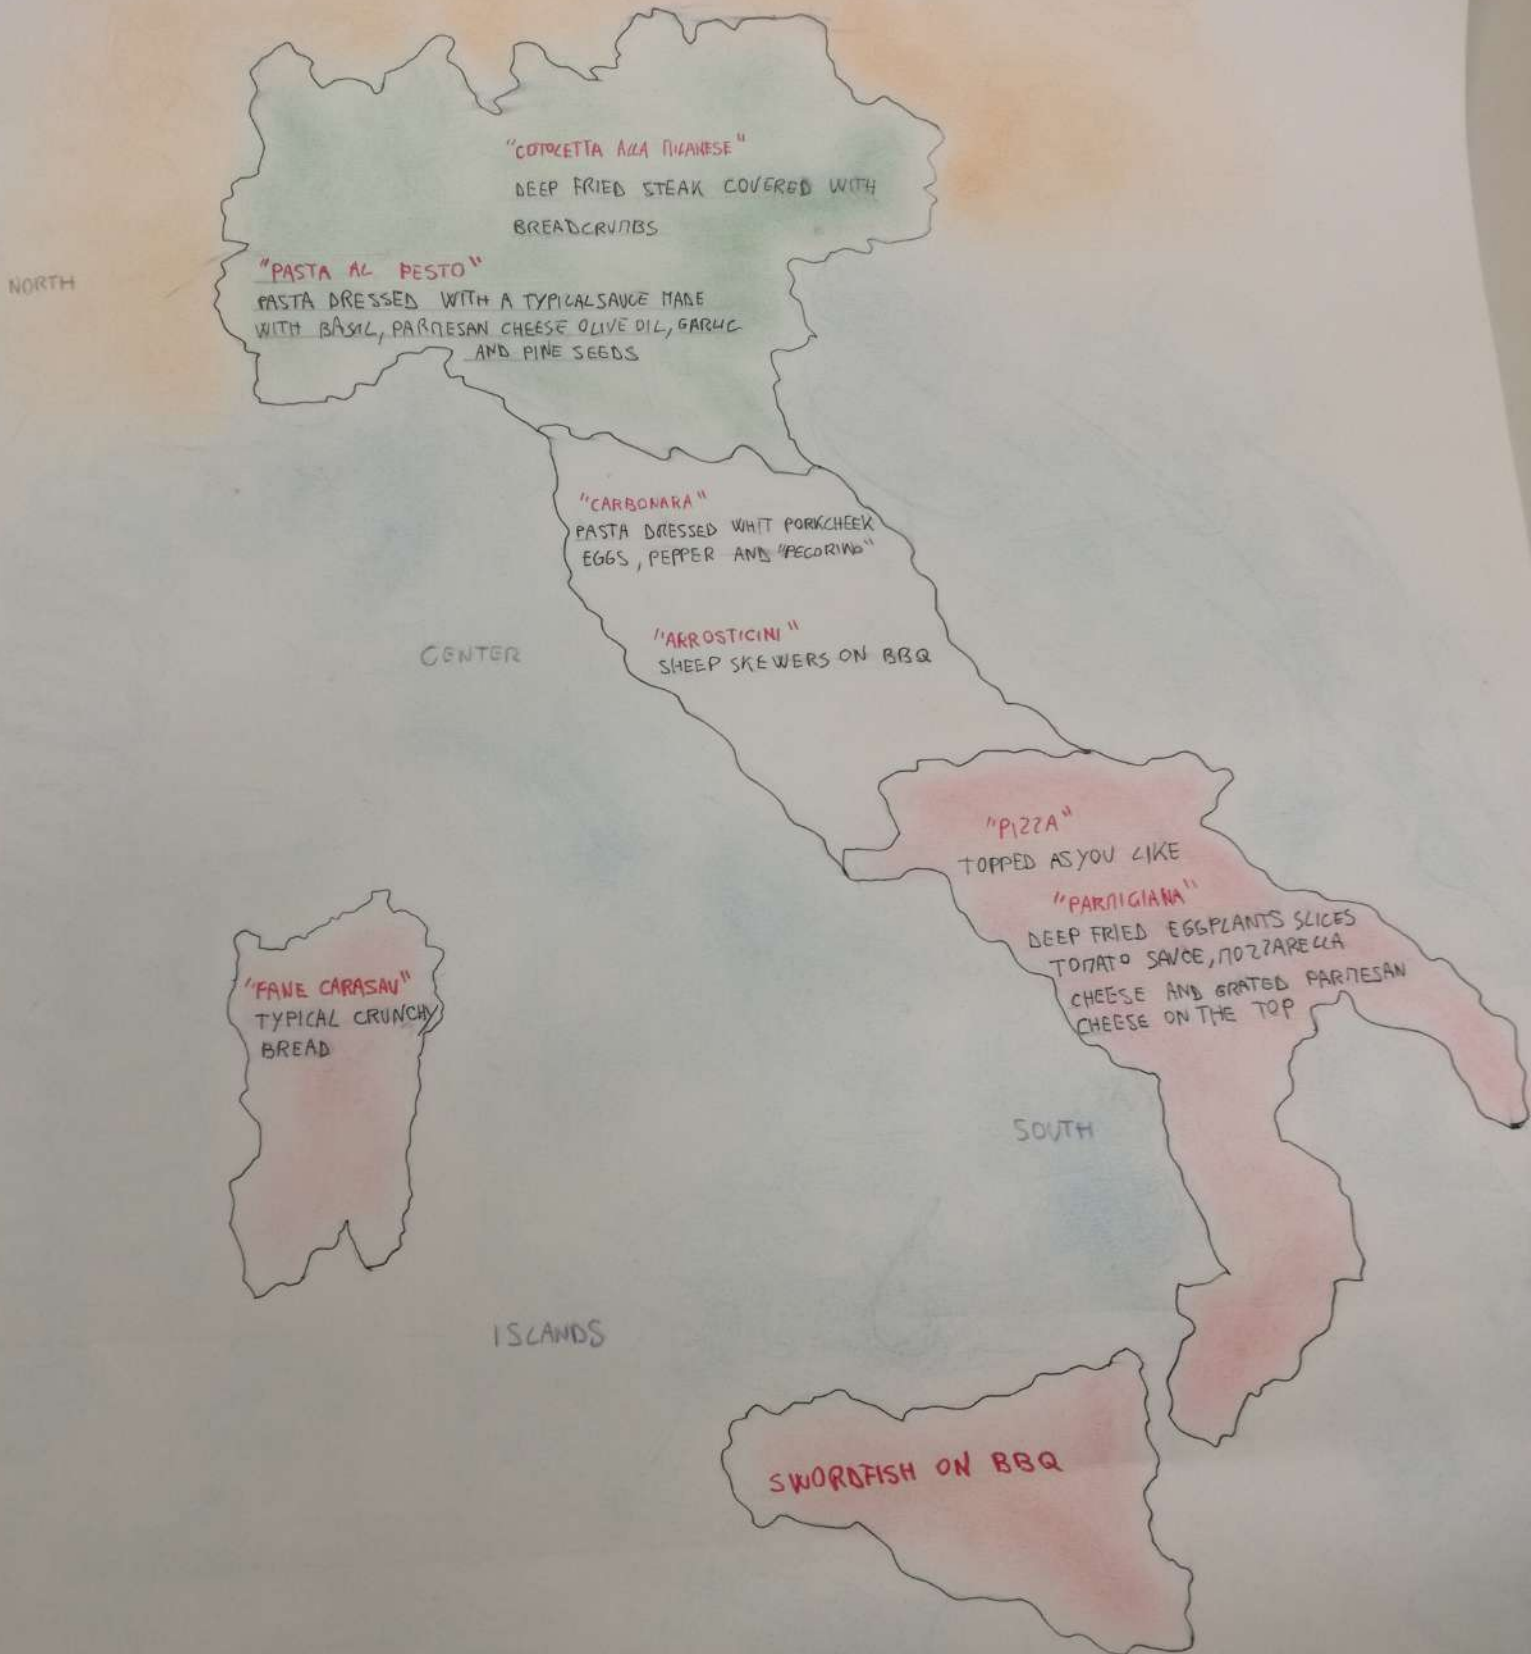 "COTOLETTA ALLA MILANESE"
DEEP FRIED STEAK COVERED WITH
BREADCRUMBS
NORTH
"PASTA AL PESTO"
PASTA DRESSED WITH A TYPICAL SAUCE MADE
WITH BASIL, PARMESAN CHEESE OLIVE OIL, GARLIC
AND PINE SEEDS
"CARBONARA"
PASTA DRESSED WHIT PORKCHEEK
EGGS, PEPPER AND "PECORINO"
CENTER
"ARROSTICINI"
SHEEP SKEWERS ON BBQ
"PIZZA"
TOPPED AS YOU LIKE
"PARMIGIANA"
DEEP FRIED EGGPLANTS SLICES
TOMATO SAUCE, MOZZARELLA
CHEESE AND GRATED PARMESAN
CHEESE ON THE TOP
"PANE CARASAU"
TYPICAL CRUNCHY
BREAD
SOUTH
ISLANDS
SWORDFISH ON BBQ